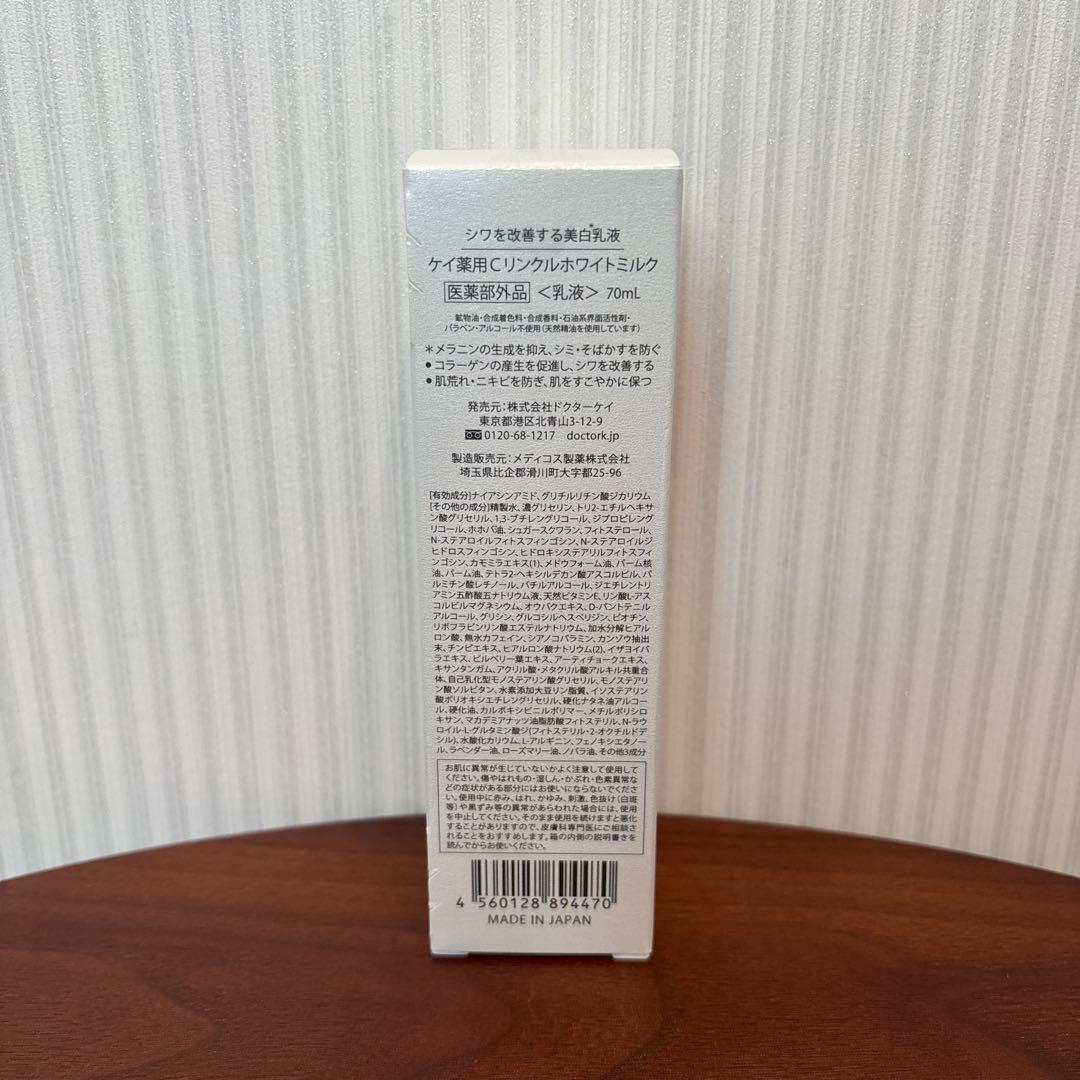 シワを改善する美白*乳液
ケイ薬用Cリンクルホワイトミルク
医薬部外品 <乳液> 70mL
鉱物油・合成着色料・合成香料・石油系界面活性剤・
パラベン・アルコール不使用(天然精油を使用しています)
*メラニンの生成を抑え、シミ・そばかすを防ぐ
●コラーゲンの産生を促進し、シワを改善する
●肌荒れ・ニキビを防ぎ、肌をすこやかに保つ
発売元:株式会社ドクターケイ
東京都港区北青山3-12-9
0120-68-1217 doctork.jp
製造販売元:メディコス製薬株式会社
埼玉県比企郡滑川町大字都25-96
[有効成分]ナイアシンアミド、グリチルリチン酸ジカリウム
[その他の成分]精製水、濃グリセリン、トリ2-エチルヘキサ
ン酸グリセリル、1,3-ブチレングリコール、ジプロピレング
リコール、ホホバ油、シュガースクワラン、フィトステロール、
N-ステアロイルフィトスフィンゴシン、N-ステアロイルジ
ヒドロスフィンゴシン、ヒドロキシステアリルフィトスフィ
ンゴシン、カモミラエキス(1)、メドウフォーム油、パーム核
油、パーム油、テトラ2-ヘキシルデカン酸アスコルビル、パ
ルミチン酸レチノール、バチルアルコール、ジエチレントリ
アミン五酢酸五ナトリウム液、天然ビタミンE、リン酸L-アス
コルビルマグネシウム、オウバクエキス、D-パントテニル
アルコール、グリシン、グルコシルヘスペリジン、ビオチン、
リボフラビンリン酸エステルナトリウム、加水分解ヒアル
ロン酸、無水カフェイン、シアノコバラミン、カンゾウ抽出
末、チンピエキス、ヒアルロン酸ナトリウム(2)、イザヨイバ
ラエキス、ビルベリー葉エキス、アーティチョークエキス、
キサンタンガム、アクリル酸・メタクリル酸アルキル共重合
体、自己乳化型モノステアリン酸グリセリル、モノステアリ
ン酸ソルビタン、水素添加大豆リン脂質、イソステアリン
酸ポリオキシエチレングリセリル、硬化ナタネ油アルコー
ル、硬化油、カルボキシビニルポリマー、メチルポリシロ
キサン、マカデミアナッツ油脂肪酸フィトステリル、N-ラウ
ロイル-L-グルタミン酸ジ(フィトステリル・2-オクチルドデ
シル)、水酸化カリウム、L-アルギニン、フェノキシエタノー
ル、ラベンダー油、ローズマリー油、ノバラ油、その他3成分
お肌に異常が生じていないかよく注意して使用して
ください。傷やはれもの・湿しん・かぶれ・色素異常な
どの症状がある部分にはお使いにならないでくださ
い。使用中に赤み、はれ、かゆみ、刺激、色抜け(白斑
等)や黒ずみ等の異常があらわれた場合には、使用
を中止してください。そのまま使用を続けますと悪化
することがありますので、皮膚科専門医にご相談さ
れることをおすすめします。箱の内側の説明書きを
読んでからお使いください。
4 560128 894470
MADE IN JAPAN